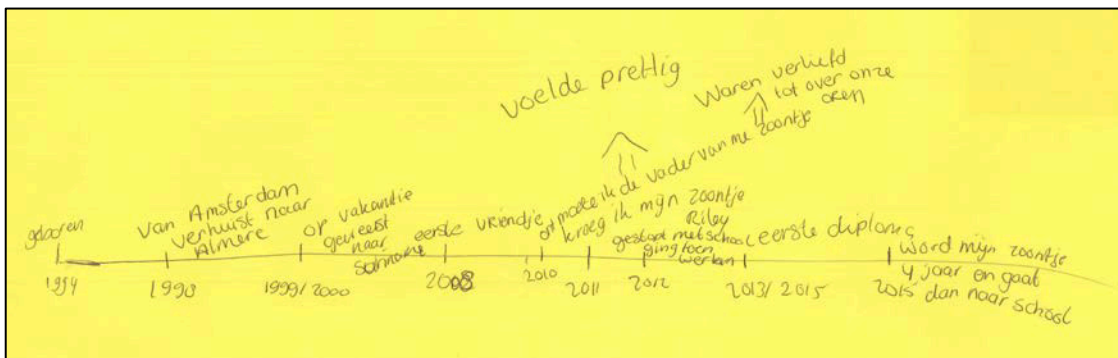 voelde prettig
Waren verliefd
tot over onze
oren
geboren
van Amsterdam
verhuist naar
Almere
op vakantie
geweest
naar
suriname
eerste vriendje
ontmoete ik de vader van me zoontje
kreeg ik mijn zoontje
Riley
gestopt met school
ging toen
werken
eerste diploma
word mijn zoontje
4 jaar en gaat
dan naar school
1994
1998
1999/2000
2008
2010
2011
2012
2013/2015
2015